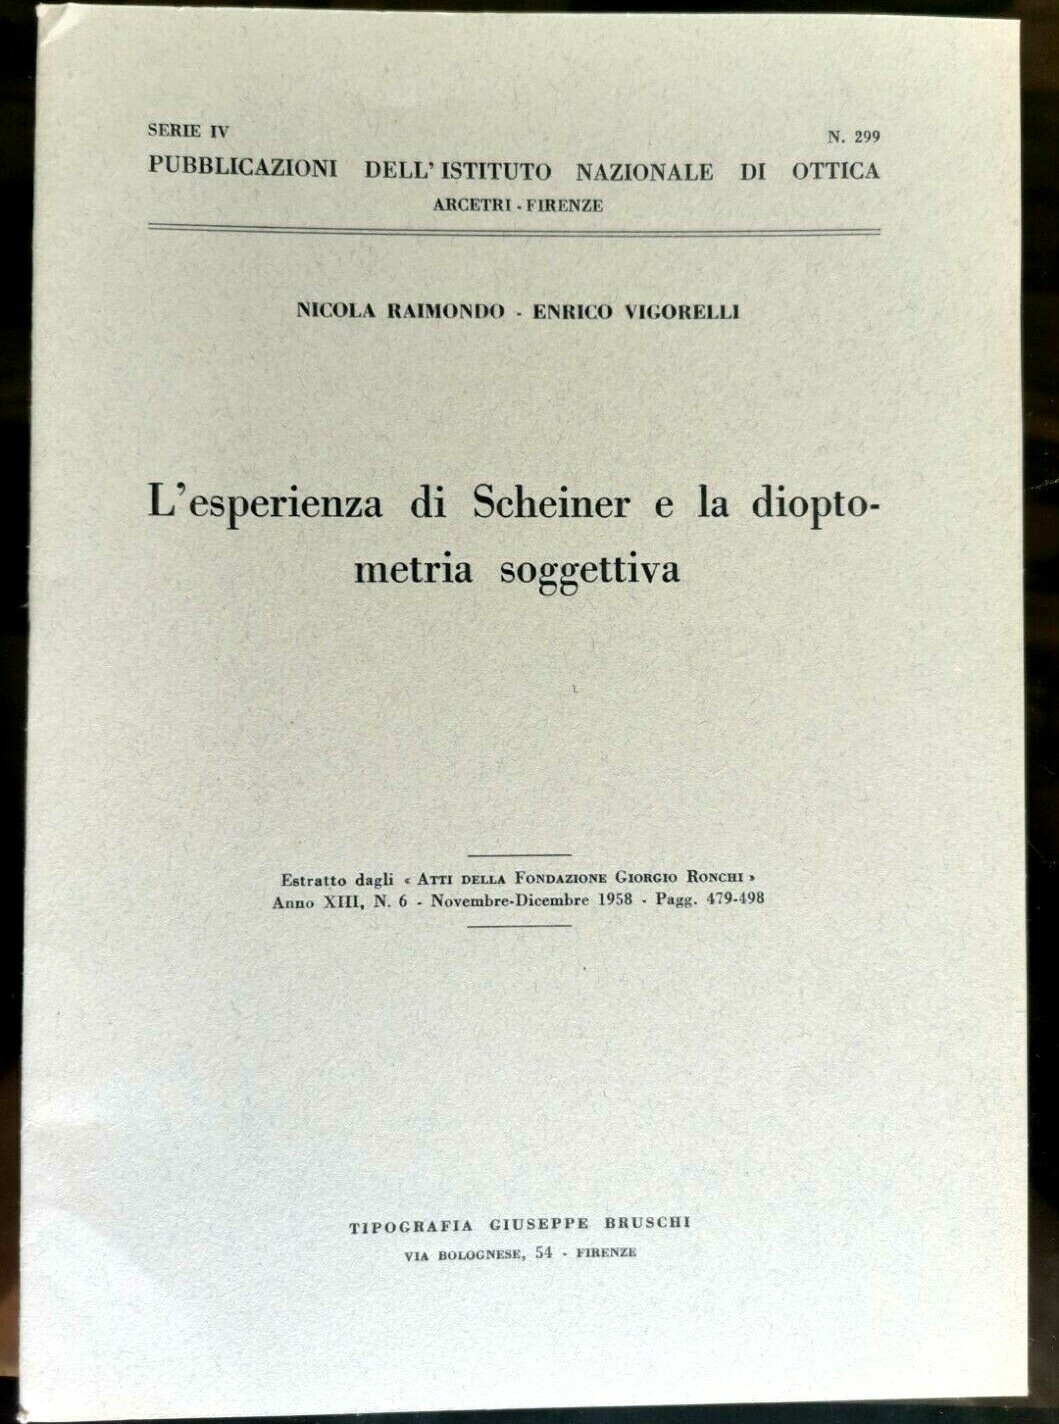 SERIE IV
N. 299
PUBBLICAZIONI DELL'ISTITUTO NAZIONALE DI OTTICA
ARCETRI - FIRENZE
NICOLA RAIMONDO - ENRICO VIGORELLI
L'esperienza di Scheiner e la diopto-
metria soggettiva
Estratto dagli « ATTI DELLA FONDAZIONE GIORGIO RONCHI »
Anno XIII, N. 6 - Novembre-Dicembre 1958 - Pagg. 479-498
TIPOGRAFIA GIUSEPPE BRUSCHI
VIA BOLOGNESE, 54 - FIRENZE